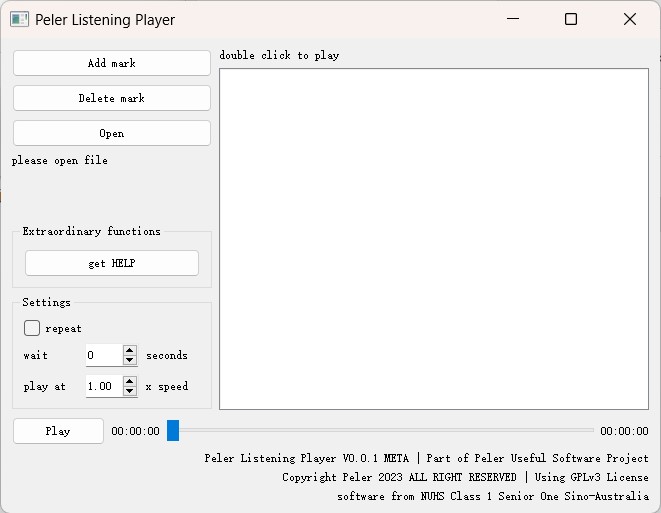 Peler Listening Player
Add mark
Delete mark
Open
please open file
Extraordinary functions
get HELP
Settings
repeat
wait 0 seconds
play at 1.00 x speed
double click to play
Play 00:00:00 00:00:00
Peler Listening Player V0.0.1 META | Part of Peler Useful Software Project
Copyright Peler 2023 ALL RIGHT RESERVED | Using GPLv3 License
software from NUHS Class 1 Senior One Sino-Australia